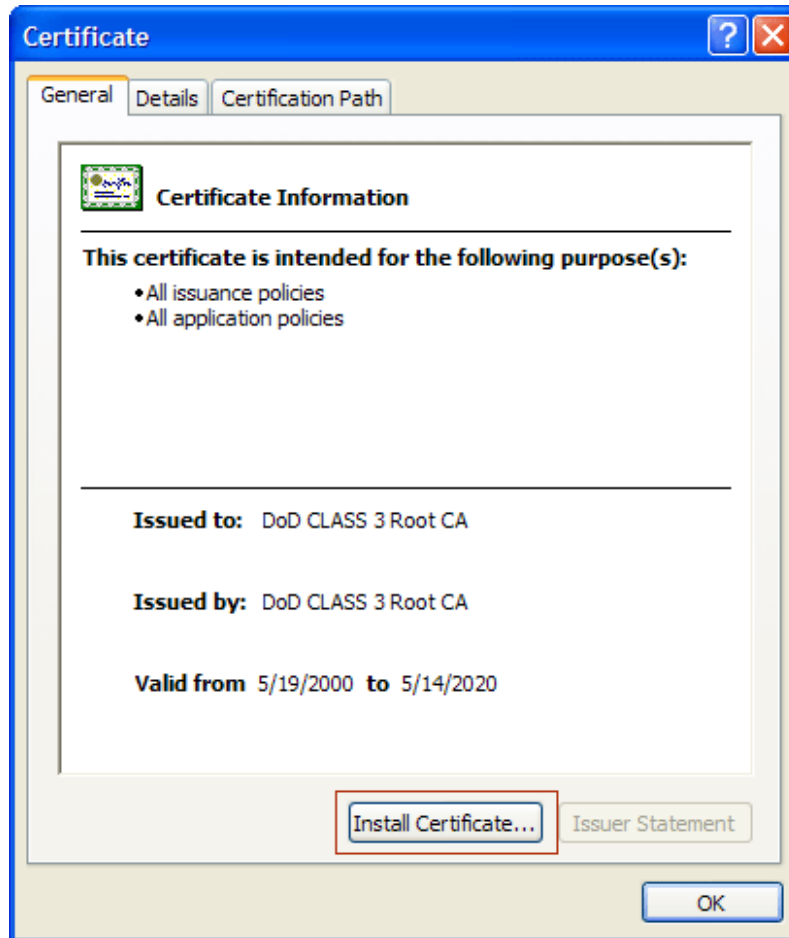 Certificate
General Details Certification Path
Certificate Information
This certificate is intended for the following purpose(s):
•All issuance policies
•All application policies
Issued to: DoD CLASS 3 Root CA
Issued by: DoD CLASS 3 Root CA
Valid from 5/19/2000 to 5/14/2020
Install Certificate... Issuer Statement
OK